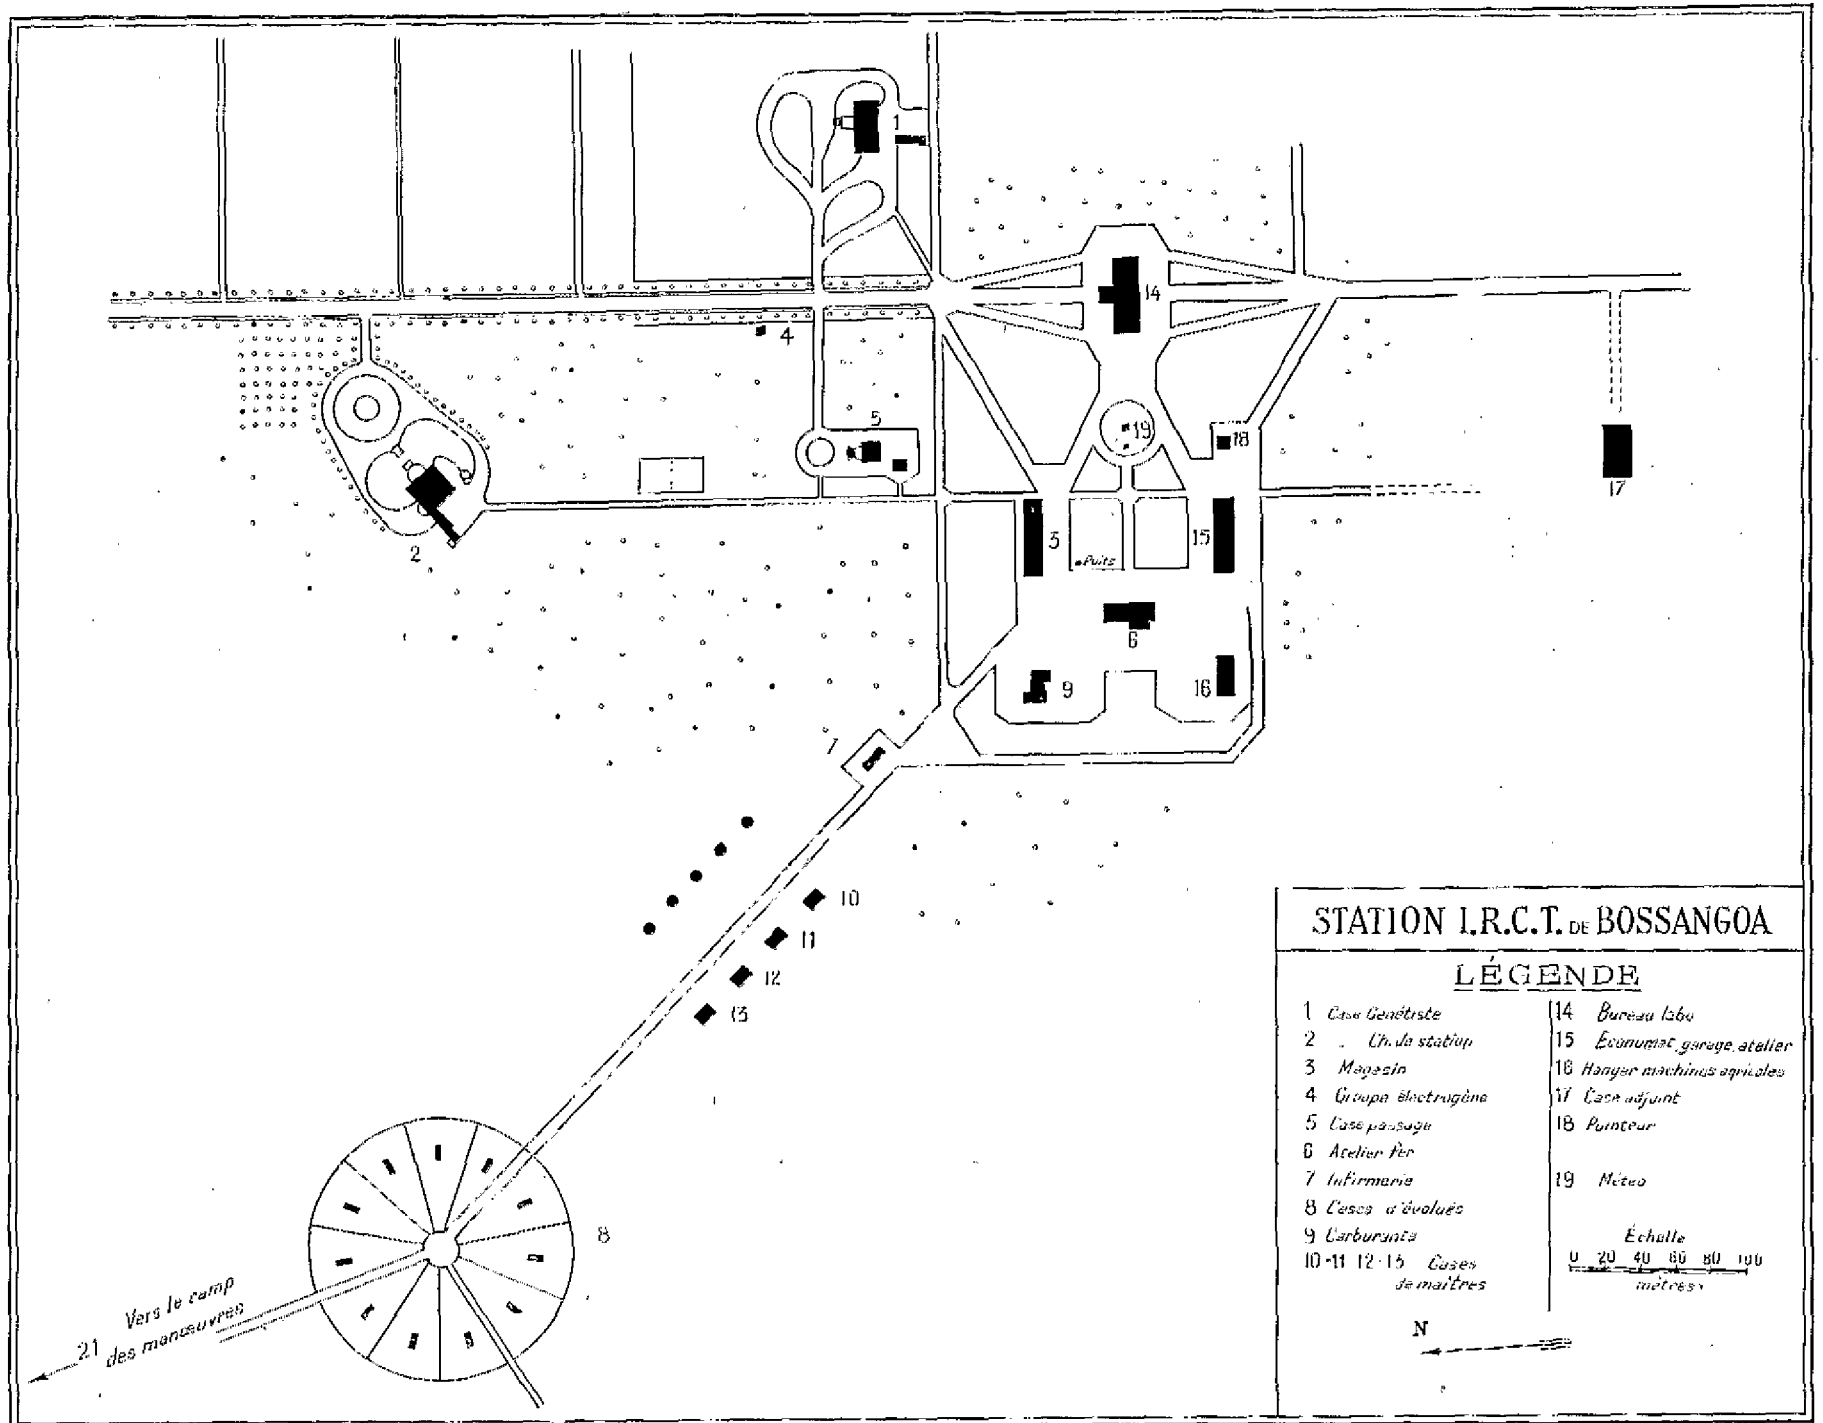 1
14
4
5
19
18
17
2
3
Puits
15
6
9
16
7
10
11
12
13
8
Vers le camp
des manœuvres
21
STATION I.R.C.T. DE BOSSANGOA
LÉGENDE
1 Case Genétiste
2 " Ch. de station
3 Magasin
4 Groupe électrogène
5 Case passage
6 Atelier Fer
7 Infirmerie
8 Cases d'évolués
9 Carburants
10-11 12-13 Cases
de maîtres
14 Bureau labo
15 Economat, garage, atelier
16 Hangar machines agricoles
17 Case adjoint
18 Pointeur
19 Météo
Échelle
0 20 40 60 80 100
mètres
N